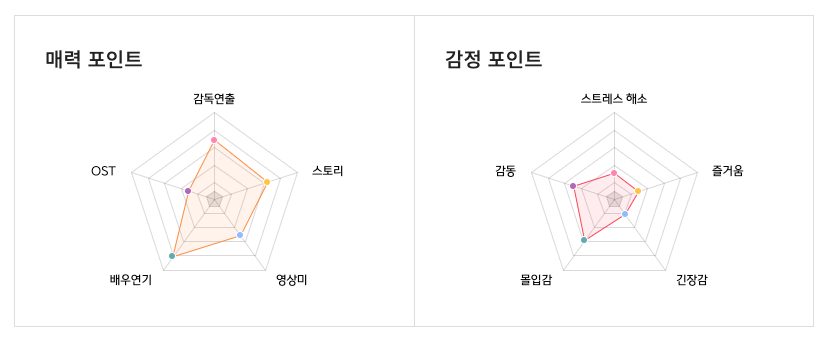 매력 포인트
감독연출
OST
스토리
배우연기
영상미
감정 포인트
스트레스 해소
감동
즐거움
몰입감
긴장감